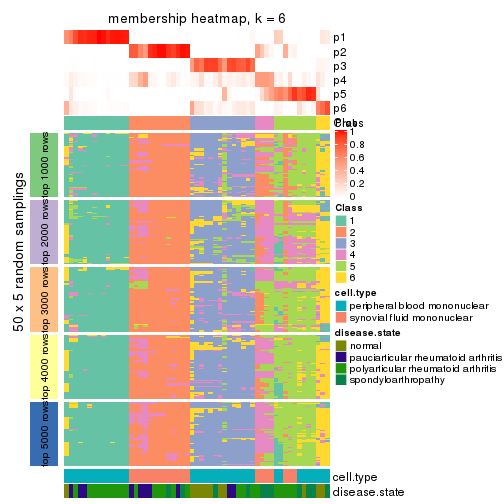 membership heatmap, k = 6
p1
p2
p3
p4
p5
p6
Class
Prob
1
0.8
0.6
0.4
0.2
0
Class
1
2
3
4
5
6
cell.type
peripheral blood mononuclear
synovial fluid mononuclear
disease.state
normal
pauciarticular rheumatoid arthritis
polyarticular rheumatoid arthritis
spondyloarthropathy
50 x 5 random samplings
top 1000 rows
top 2000 rows
top 3000 rows
top 4000 rows
top 5000 rows
cell.type
disease.state